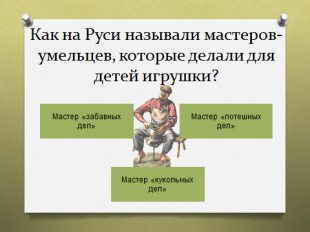 Как на Руси называли мастеров-
умельцев, которые делали для
детей игрушки?
Мастер «забавных
дел»
Мастер «потешных
дел»
Мастер «кукольных
дел»